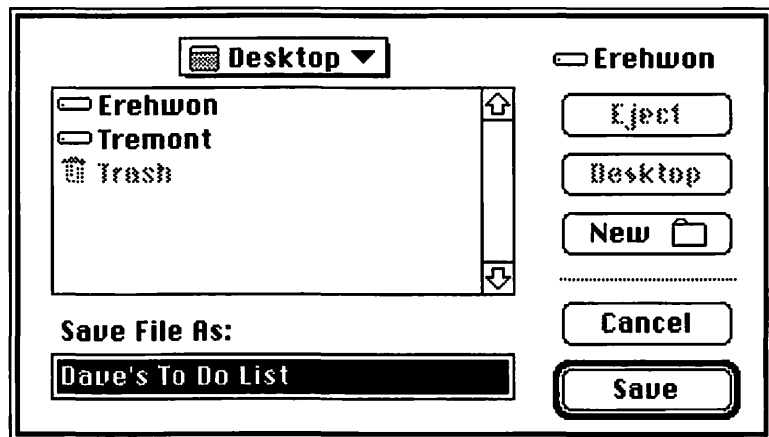 Desktop
Erehwon
Erehwon
Tremont
Trash
Eject
Desktop
New
Save File As:
Dave's To Do List
Cancel
Save